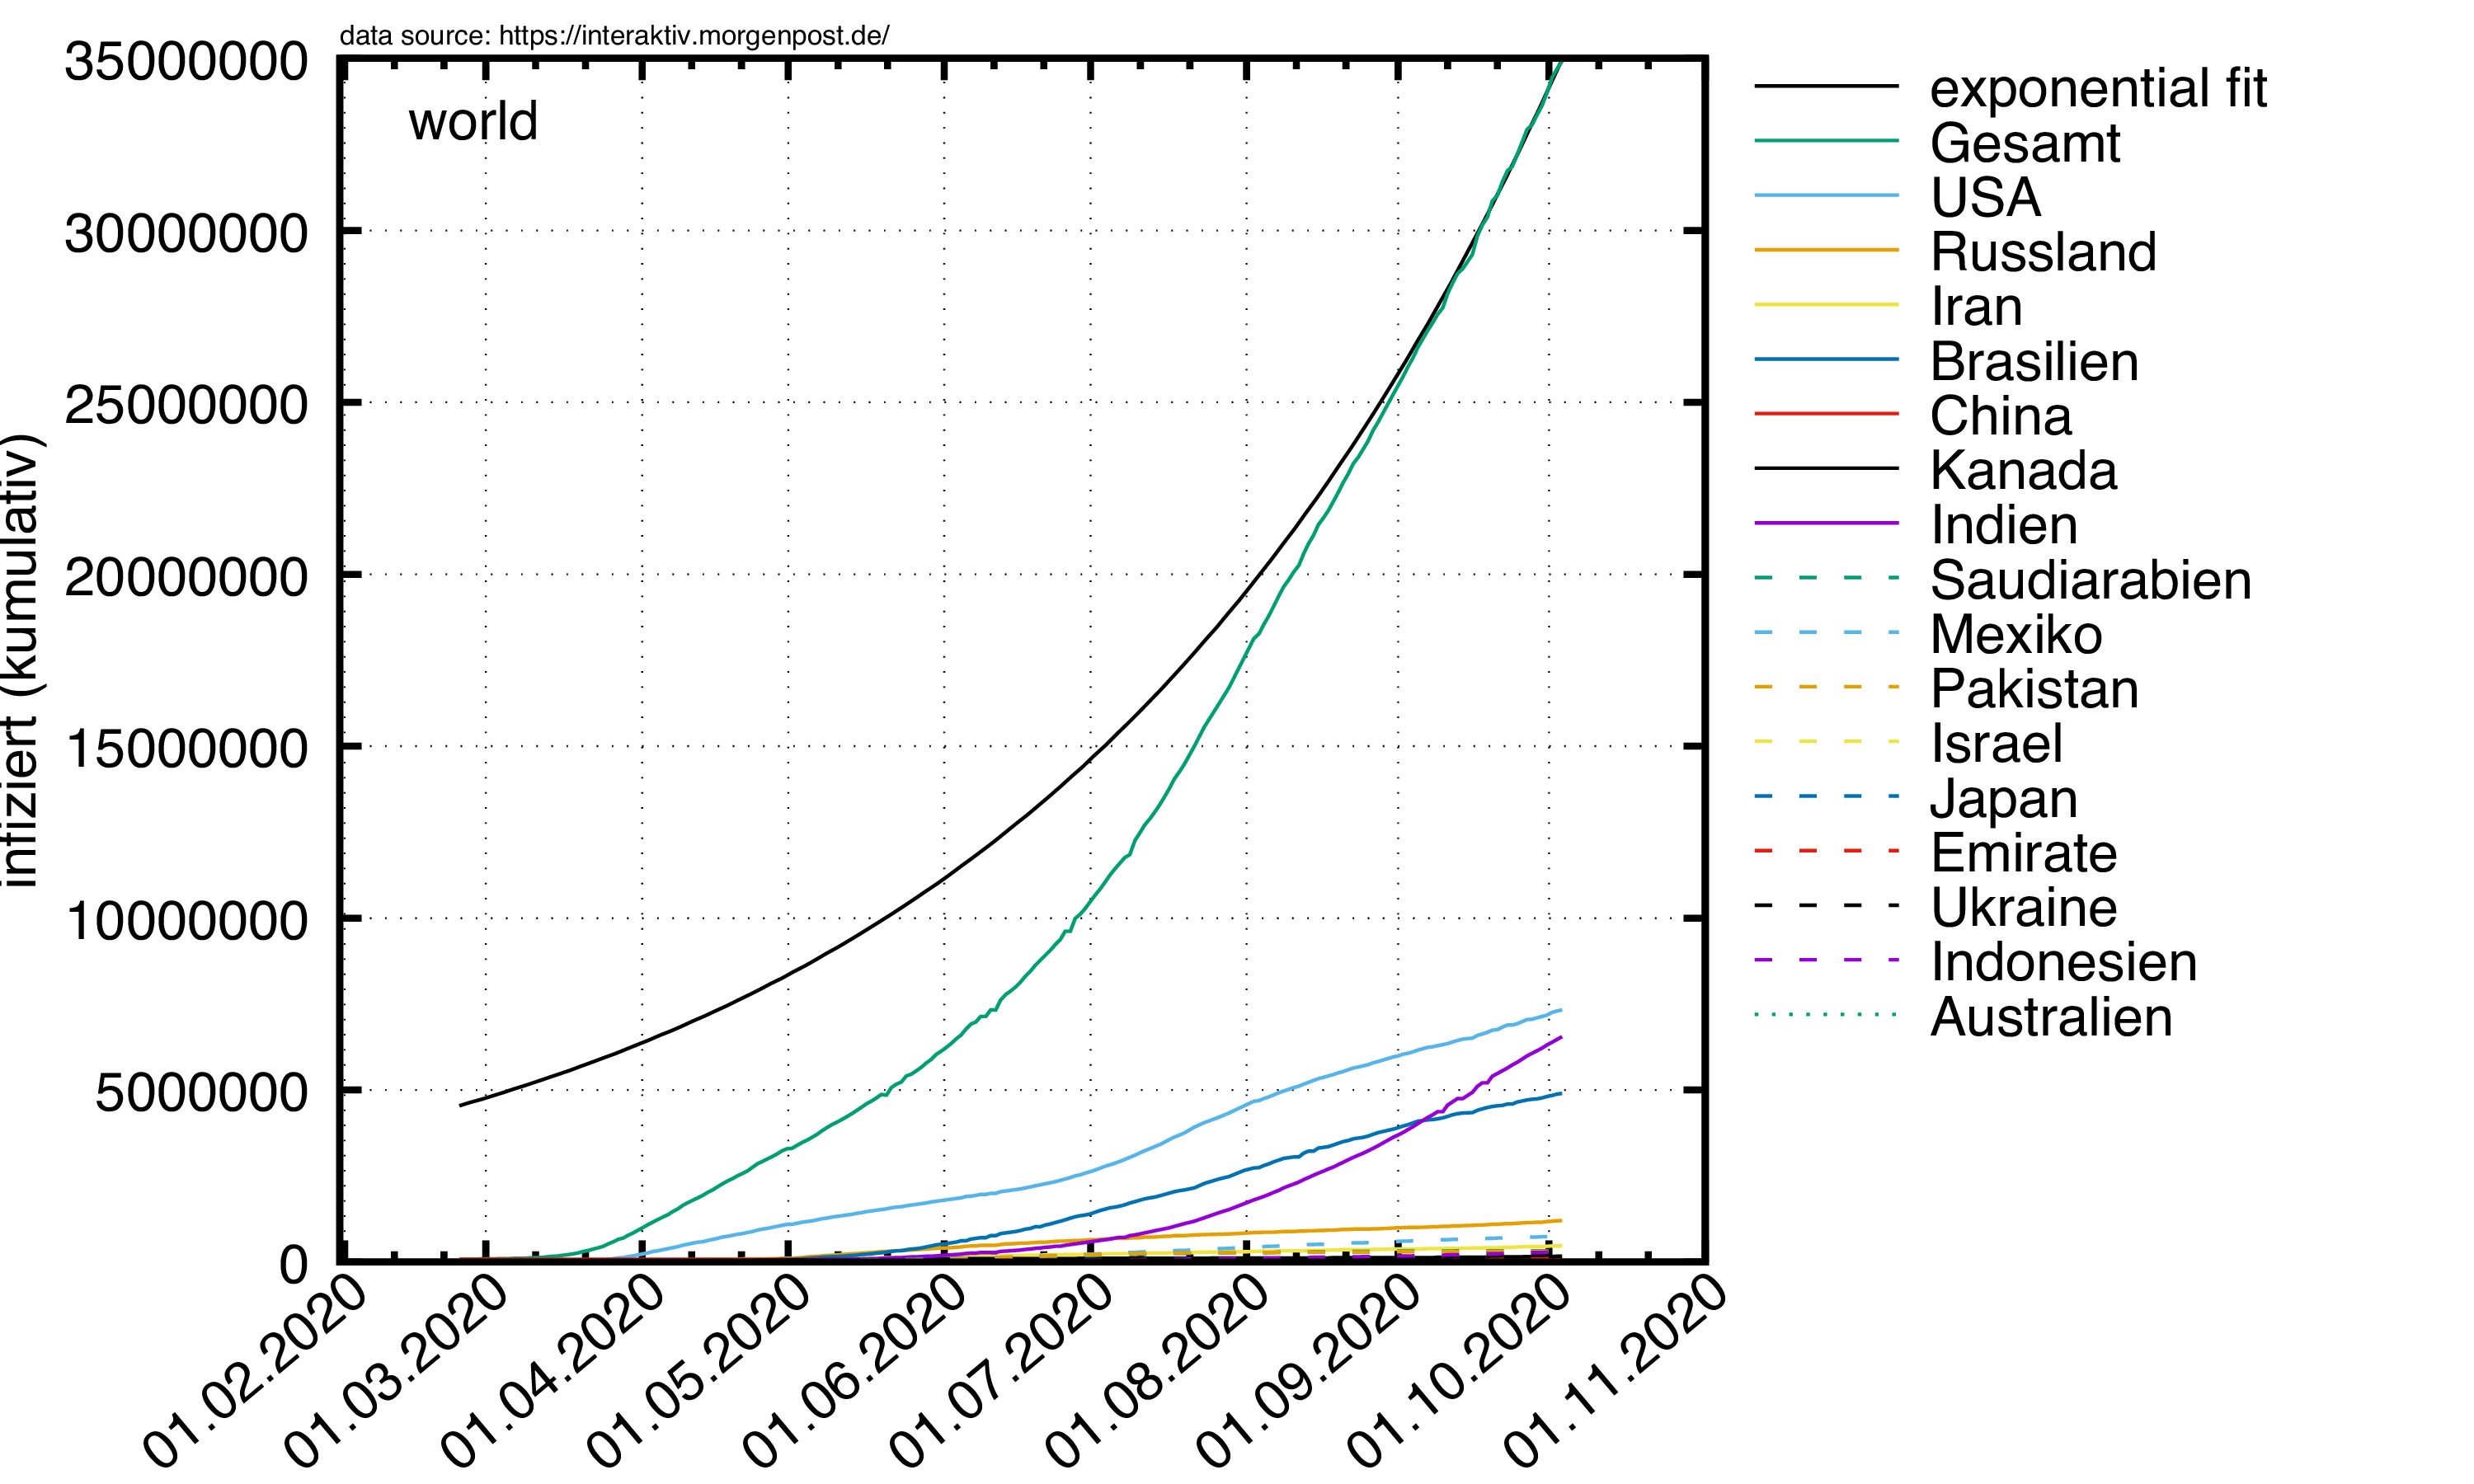 data source: https://interaktiv.morgenpost.de/
world
infiziert (kumulativ)
35000000
30000000
25000000
20000000
15000000
10000000
5000000
0
01.02.2020
01.03.2020
01.04.2020
01.05.2020
01.06.2020
01.07.2020
01.08.2020
01.09.2020
01.10.2020
01.11.2020
exponential fit
Gesamt
USA
Russland
Iran
Brasilien
China
Kanada
Indien
Saudiarabien
Mexiko
Pakistan
Israel
Japan
Emirate
Ukraine
Indonesien
Australien